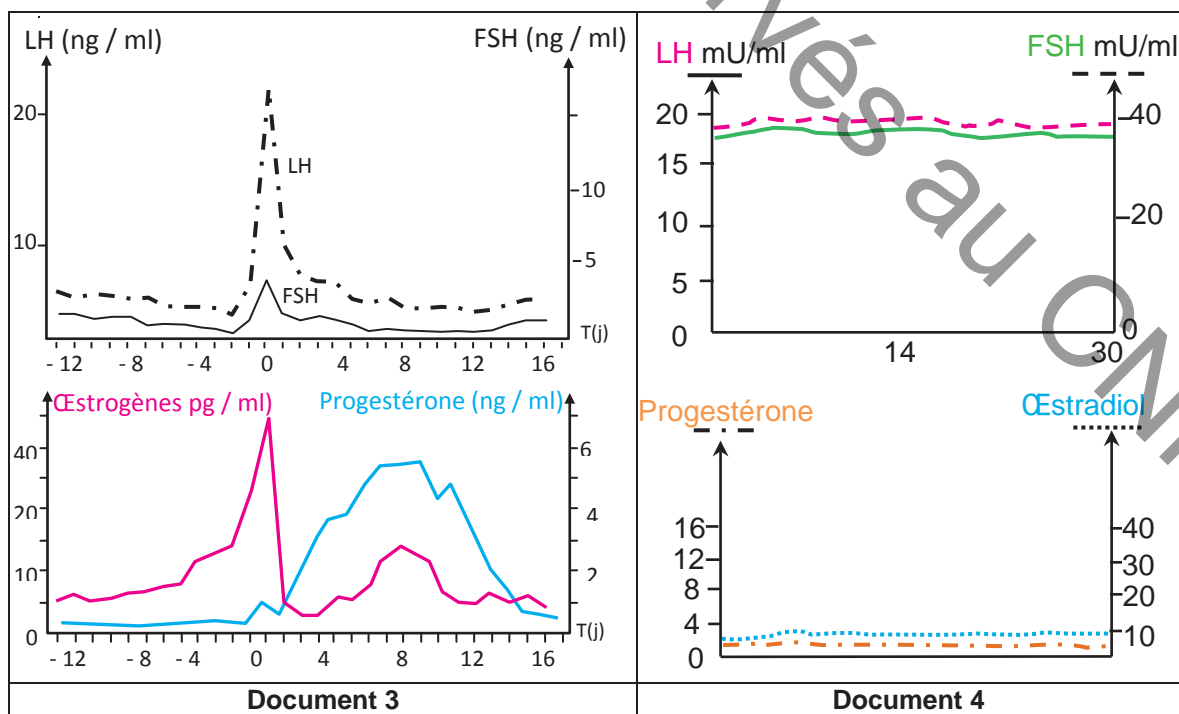 LH (ng / ml) FSH (ng / ml)
20
10
10
5
LH
FSH
T(j)
- 12 - 8 - 4 0 4 8 12 16
Œstrogènes pg / ml) Progestérone (ng / ml)
40
20
10
0
6
4
2
T(j)
- 12 - 8 - 4 0 4 8 12 16
Document 3
LH mU/ml FSH mU/ml
20
15
10
5
0
40
20
0
14 30
Progestérone Œstradiol
16
12
8
4
0
40
30
20
10
Document 4
vés au CN